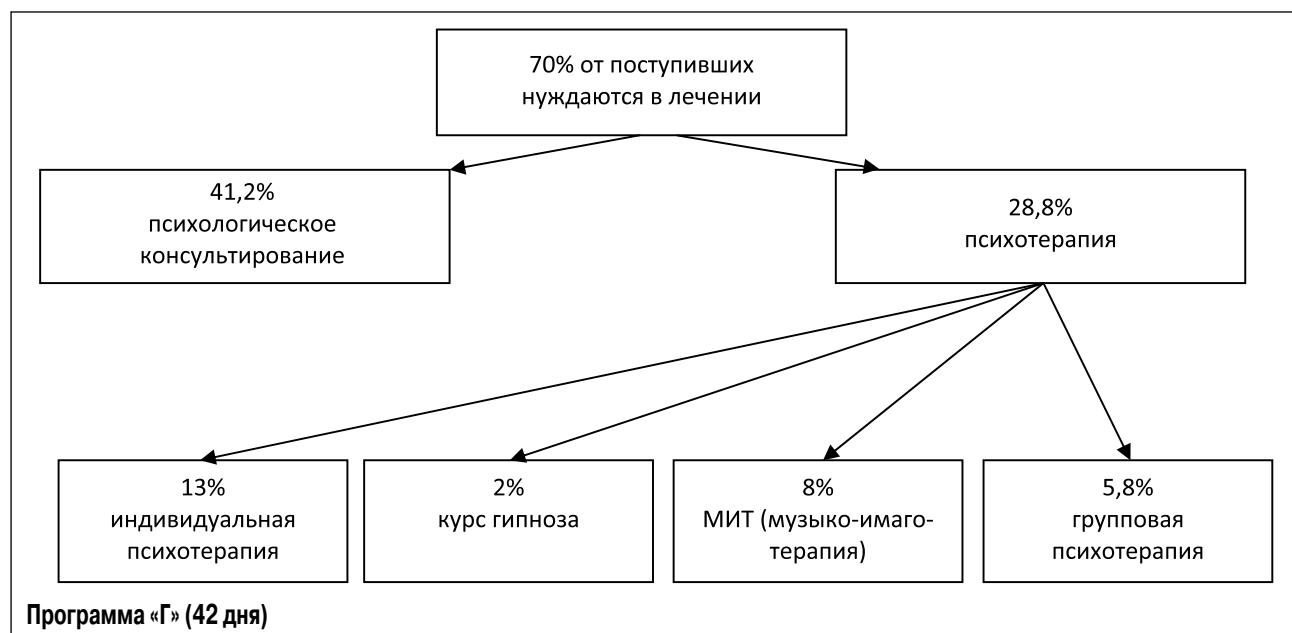 70% от поступивших
нуждаются в лечении
41,2%
психологическое
консультирование
28,8%
психотерапия
13%
индивидуальная
психотерапия
2%
курс гипноза
8%
МИТ (музыко-имаго-
терапия)
5,8%
групповая
психотерапия
Программа «Г» (42 дня)